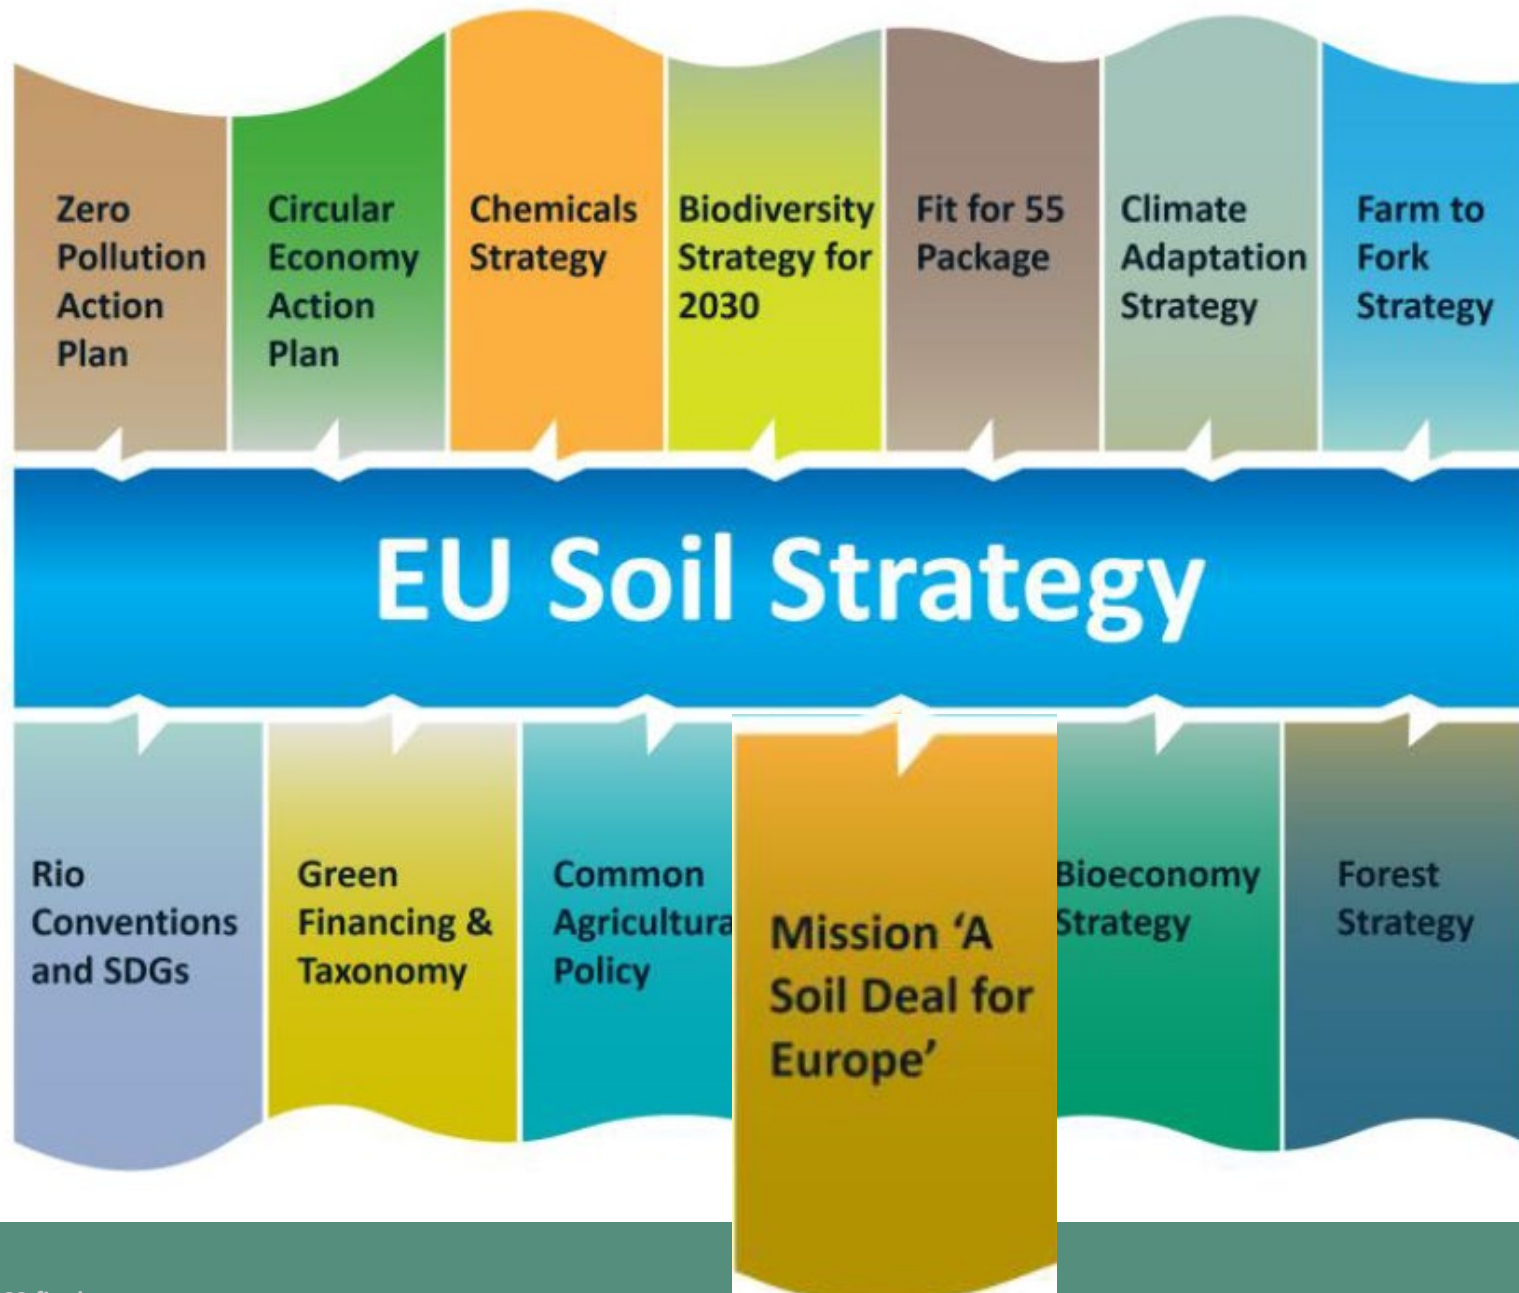 Zero
Pollution
Action
Plan
Circular
Economy
Action
Plan
Chemicals
Strategy
Biodiversity
Strategy for
2030
Fit for 55
Package
Climate
Adaptation
Strategy
Farm to
Fork
Strategy
EU Soil Strategy
Rio
Conventions
and SDGs
Green
Financing &
Taxonomy
Common
Agricultura
Policy
Mission ‘A
Soil Deal for
Europe’
Bioeconomy
Strategy
Forest
Strategy